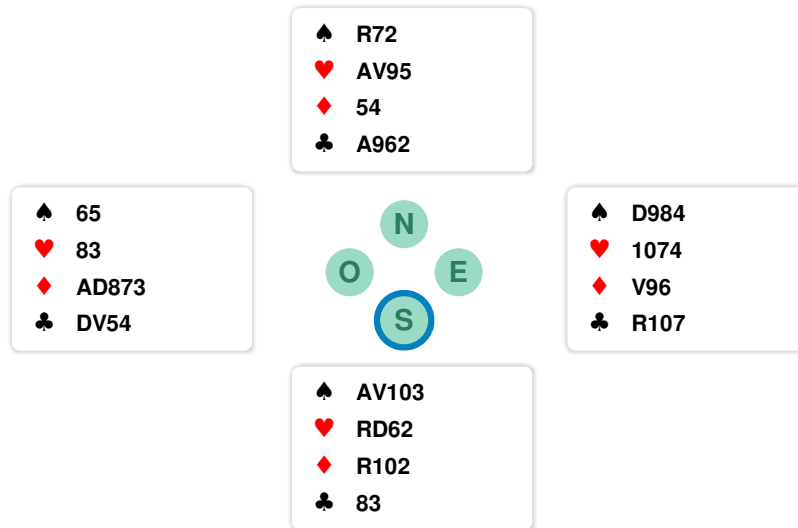 ♠ R72
♥ AV95
♦ 54
♣ A962
♠ 65
♥ 83
♦ AD873
♣ DV54
N
O E
S
♠ D984
♥ 1074
♦ V96
♣ R107
♠ AV103
♥ RD62
♦ R102
♣ 83